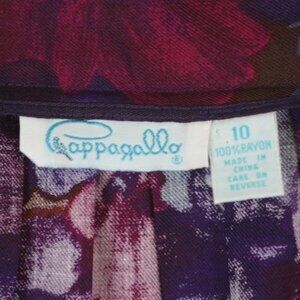 Pappagallo ®
10
100% RAYON
MADE IN
CHINA
CARE ON
REVERSE